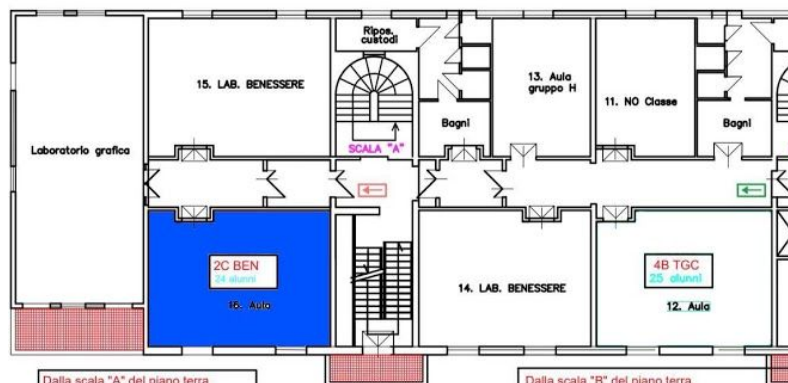 Ripos.
custodi
15. LAB. BENESSERE
13. Aula
gruppo H
11. NO Classe
Bagni
Bagni
Laboratorio grafica
SCALA "A"
2C BEN
24 alunni
16. Aula
4B TGC
25 alunni
14. LAB. BENESSERE
12. Aula
Dalla scala "A" del piano terra
Dalla scala "B" del piano terra